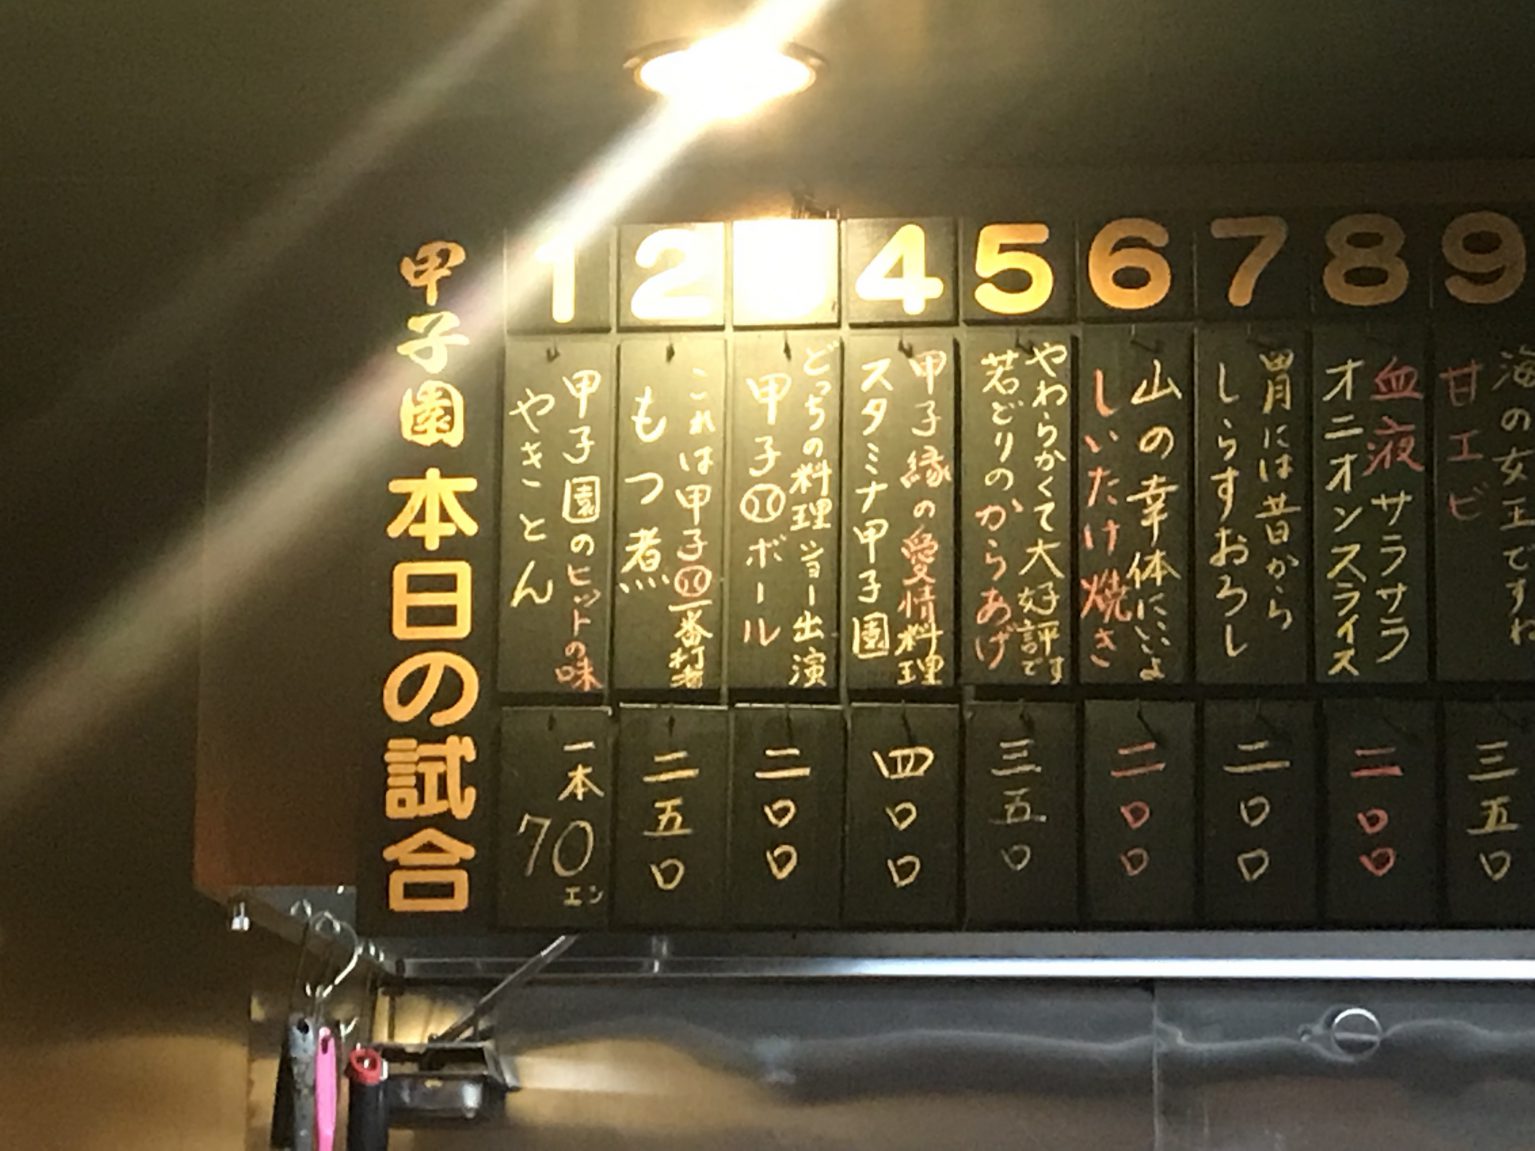 甲子園 本日の試合
1
甲子園のヒットの味
やきとん
一本
70
エン
2
これは甲子園一番打者
もつ煮
二五〇
どっちの料理ショー出演
甲子園ボール
二〇〇
4
甲子縁の愛情料理
スタミナ甲子園
四〇〇
5
やわらかくて大好評です
若どりのからあげ
三五〇
6
山の幸体にいいよ
しいたけ焼き
二〇〇
7
胃には昔から
しらすおろし
二〇〇
8
血液サラサラ
オニオンスライス
二〇〇
9
海の女王ですね
甘エビ
三五〇